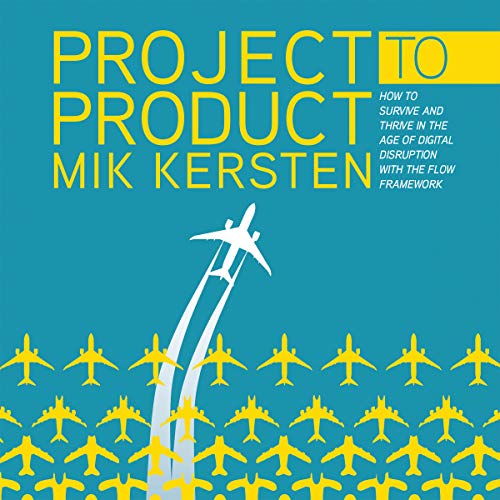 PROJECT TO
PRODUCT
MIK KERSTEN
HOW TO
SURVIVE AND
THRIVE IN THE
AGE OF DIGITAL
DISRUPTION
WITH THE FLOW
FRAMEWORK